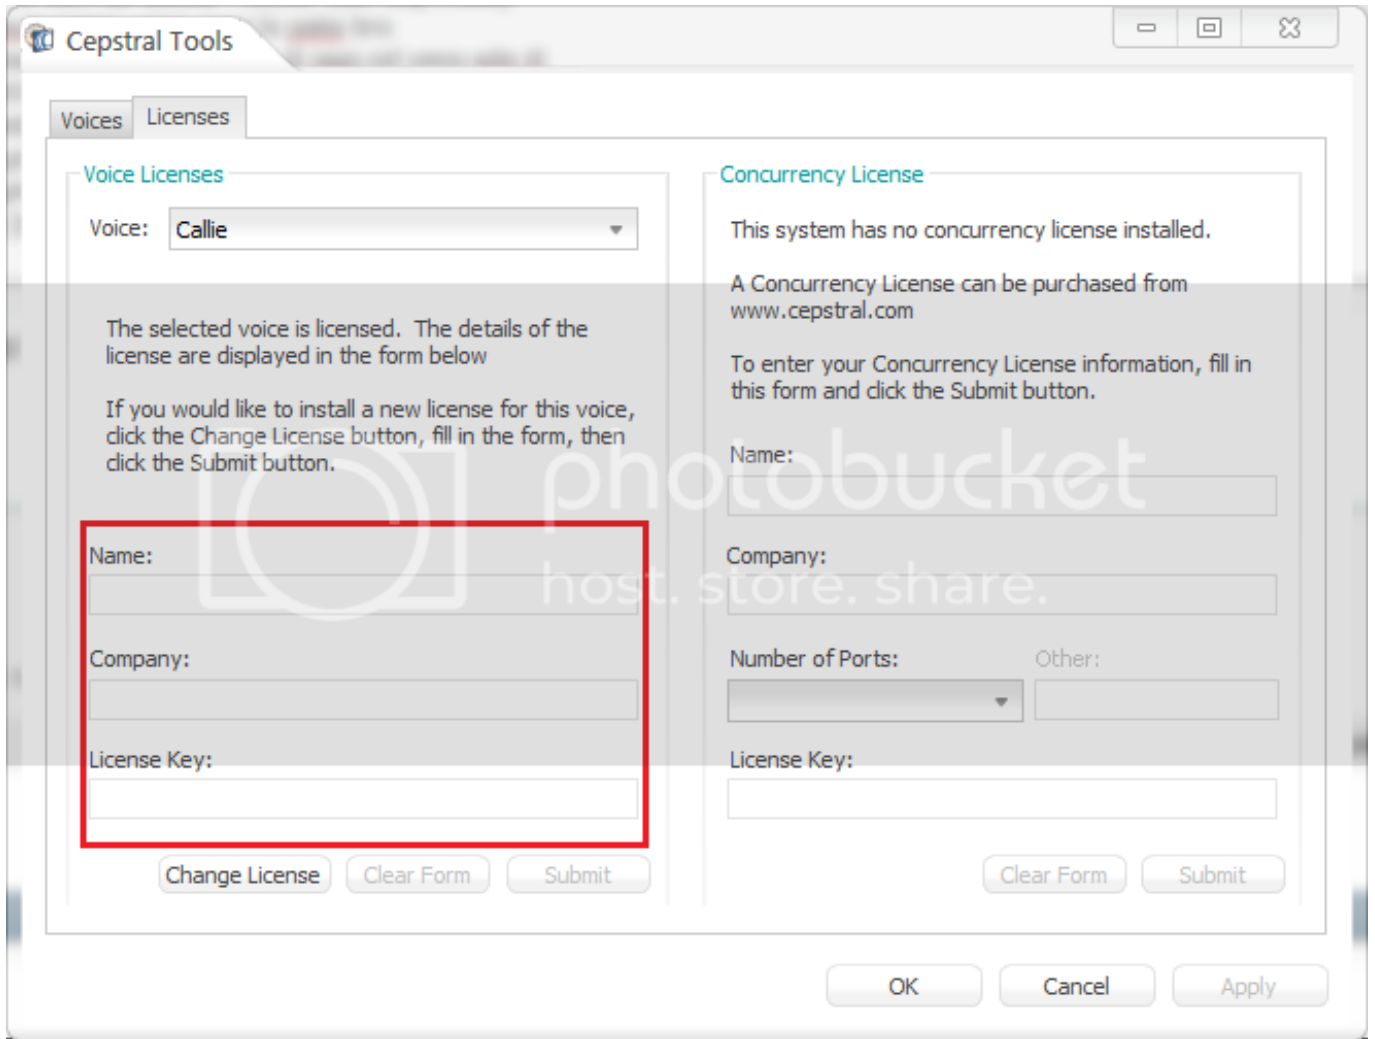 Cepstral Tools
Voices
Licenses
Voice Licenses
Voice:
Callie
The selected voice is licensed.  The details of the
license are displayed in the form below
If you would like to install a new license for this voice,
click the Change License button, fill in the form, then
click the Submit button.
Name:
Company:
License Key:
Change License
Clear Form
Submit
Concurrency License
This system has no concurrency license installed.
A Concurrency License can be purchased from
www.cepstral.com
To enter your Concurrency License information, fill in
this form and click the Submit button.
Name:
Company:
Number of Ports:
Other:
License Key:
Clear Form
Submit
OK
Cancel
Apply
photobucket
host. store. share.